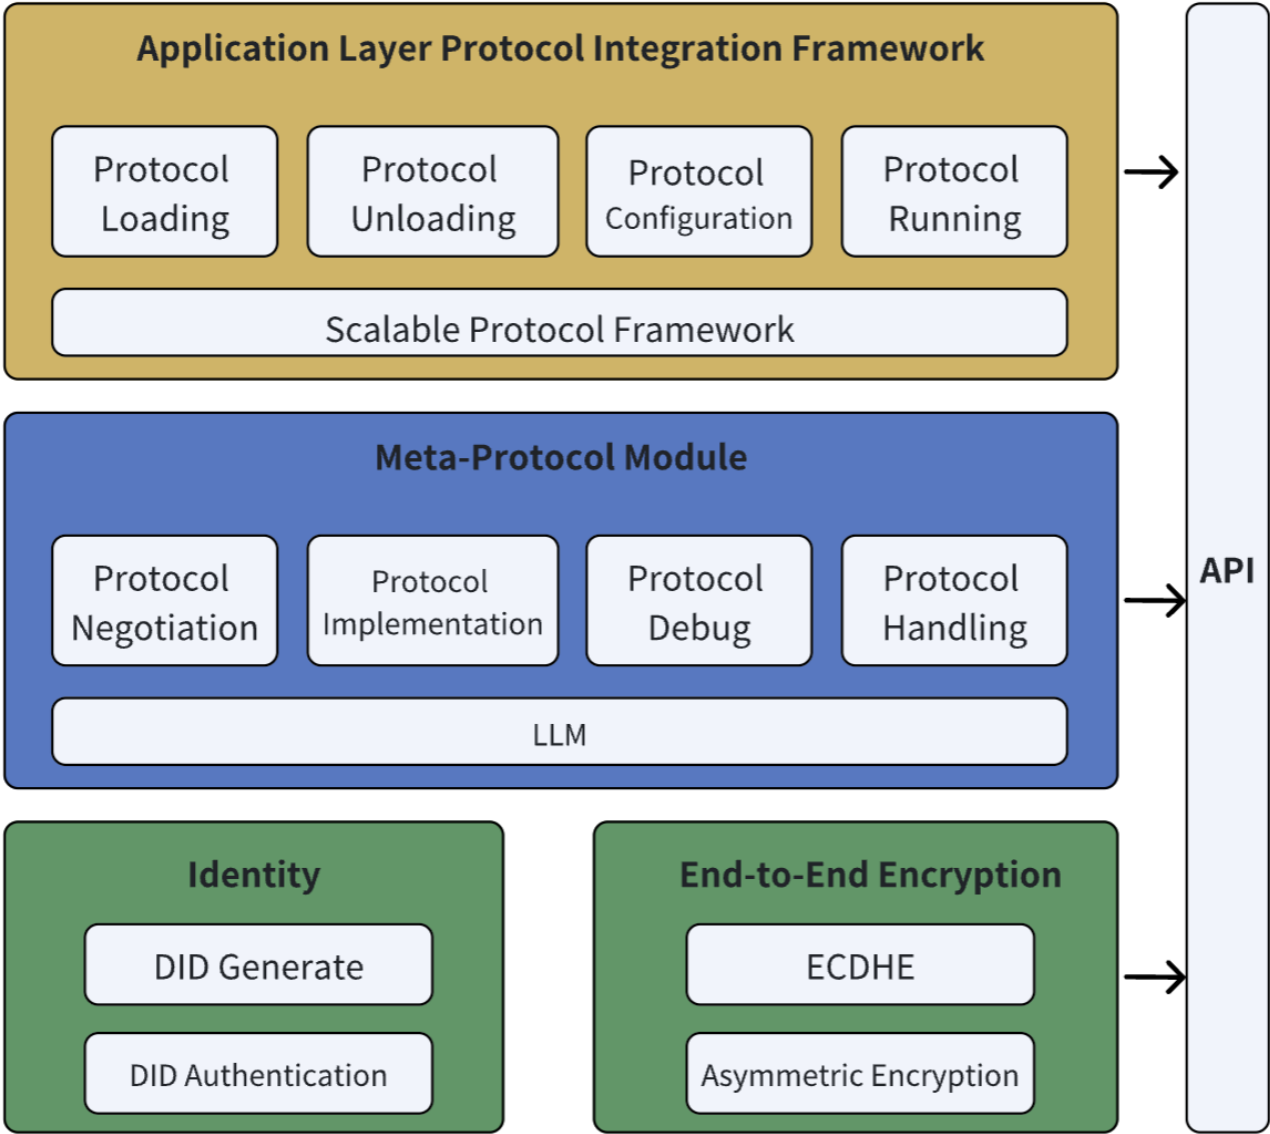 Application Layer Protocol Integration Framework
Protocol
Loading
Protocol
Unloading
Protocol
Configuration
Protocol
Running
Scalable Protocol Framework
Meta-Protocol Module
Protocol
Negotiation
Protocol
Implementation
Protocol
Debug
Protocol
Handling
LLM
API
Identity
DID Generate
DID Authentication
End-to-End Encryption
ECDHE
Asymmetric Encryption